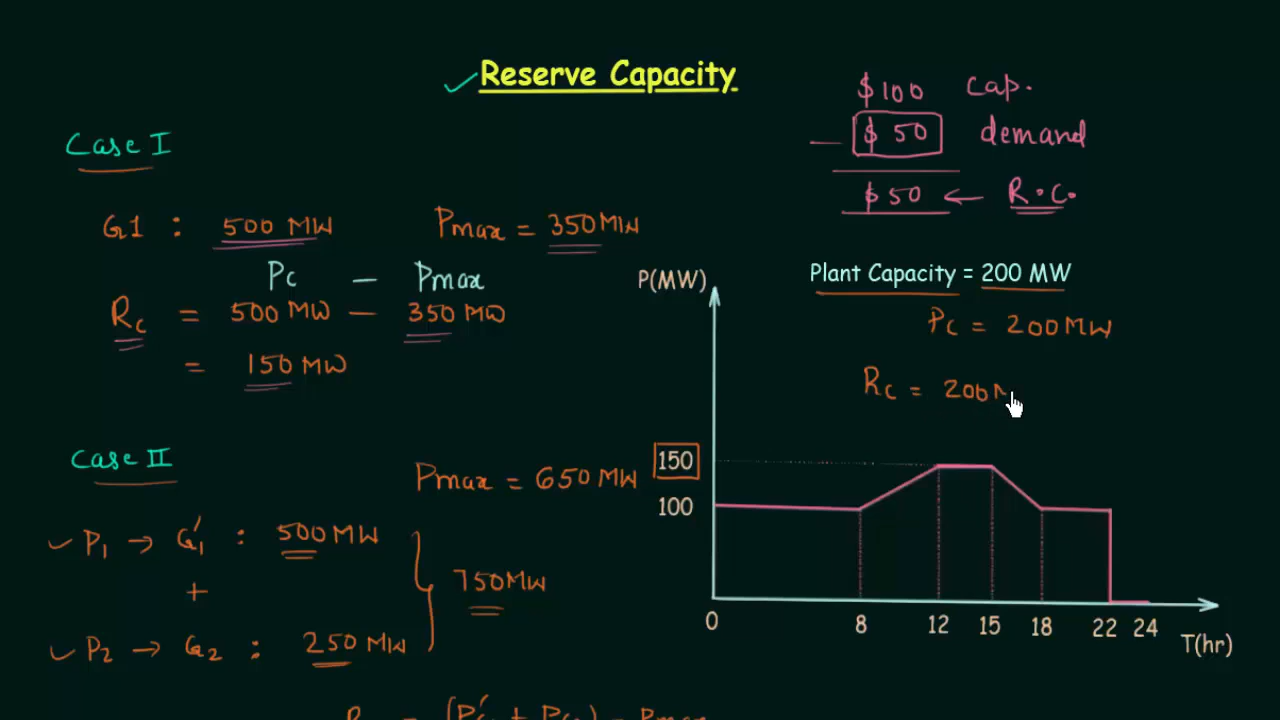 Reserve Capacity
$100 Cap.
— $50 demand
$50 ← R.C.
Case I
G1 : 500 MW Pmax = 350 MW
Pc — Pmax
Rc = 500 MW — 350 MW
= 150 MW
Case II
Pmax = 650 MW
P1 → G1' : 500 MW
+
750 MW
P2 → G2 : 250 MW
Plant Capacity = 200 MW
Pc = 200 MW
Rc = 200 M
P(MW)
150
100
0 8 12 15 18 22 24
T(hr)